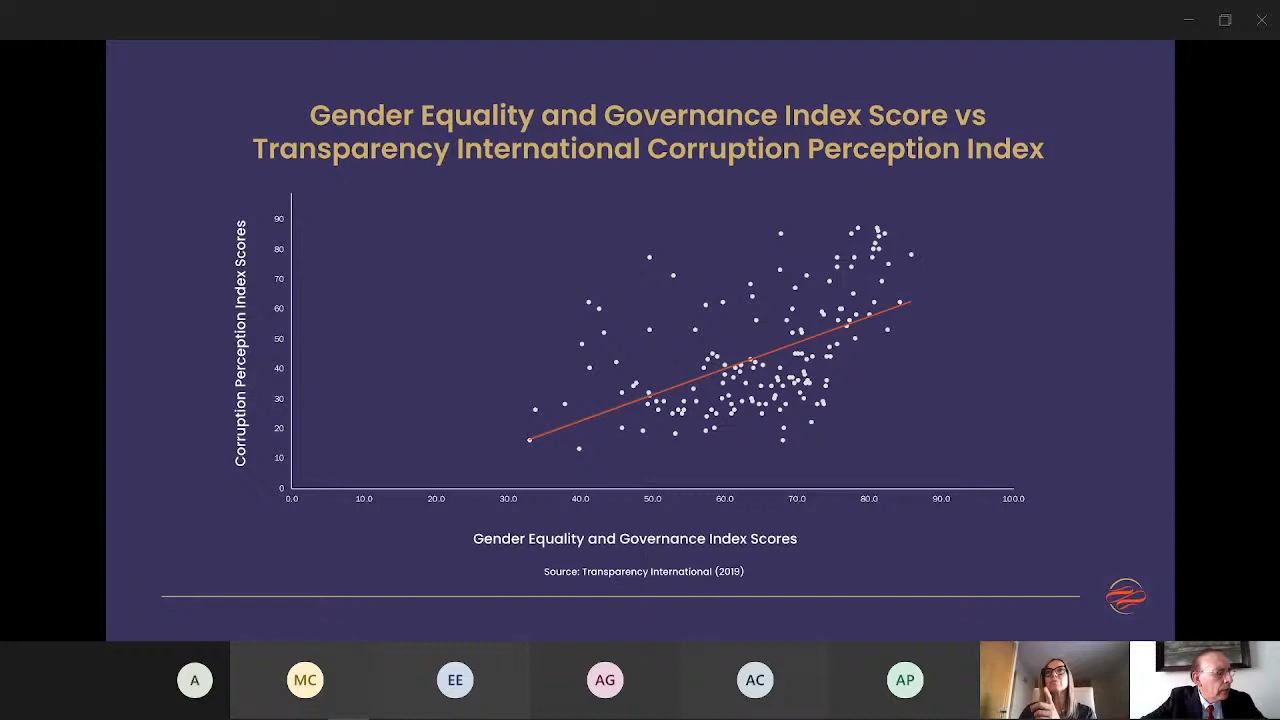 Gender Equality and Governance Index Score vs
Transparency International Corruption Perception Index
Corruption Perception Index Scores
90
80
70
60
50
40
30
20
10
0
0.0 10.0 20.0 30.0 40.0 50.0 60.0 70.0 80.0 90.0 100.0
Gender Equality and Governance Index Scores
Source: Transparency International (2019)
A MC EE AG AC AP